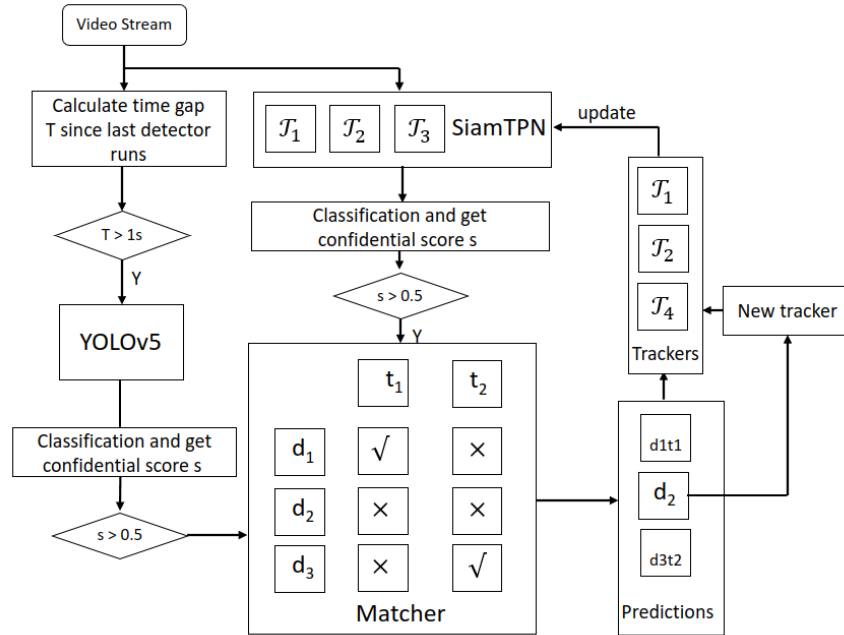 Video Stream
Calculate time gap
T since last detector
runs
T > 1s
Y
YOLOv5
Classification and get
confidential score s
s > 0.5
𝒯1 𝒯2 𝒯3 SiamTPN
Classification and get
confidential score s
s > 0.5
Y
t1 t2
d1 √ ×
d2 × ×
d3 × √
Matcher
d1t1
d2
d3t2
Predictions
New tracker
𝒯1
𝒯2
𝒯4
Trackers
update